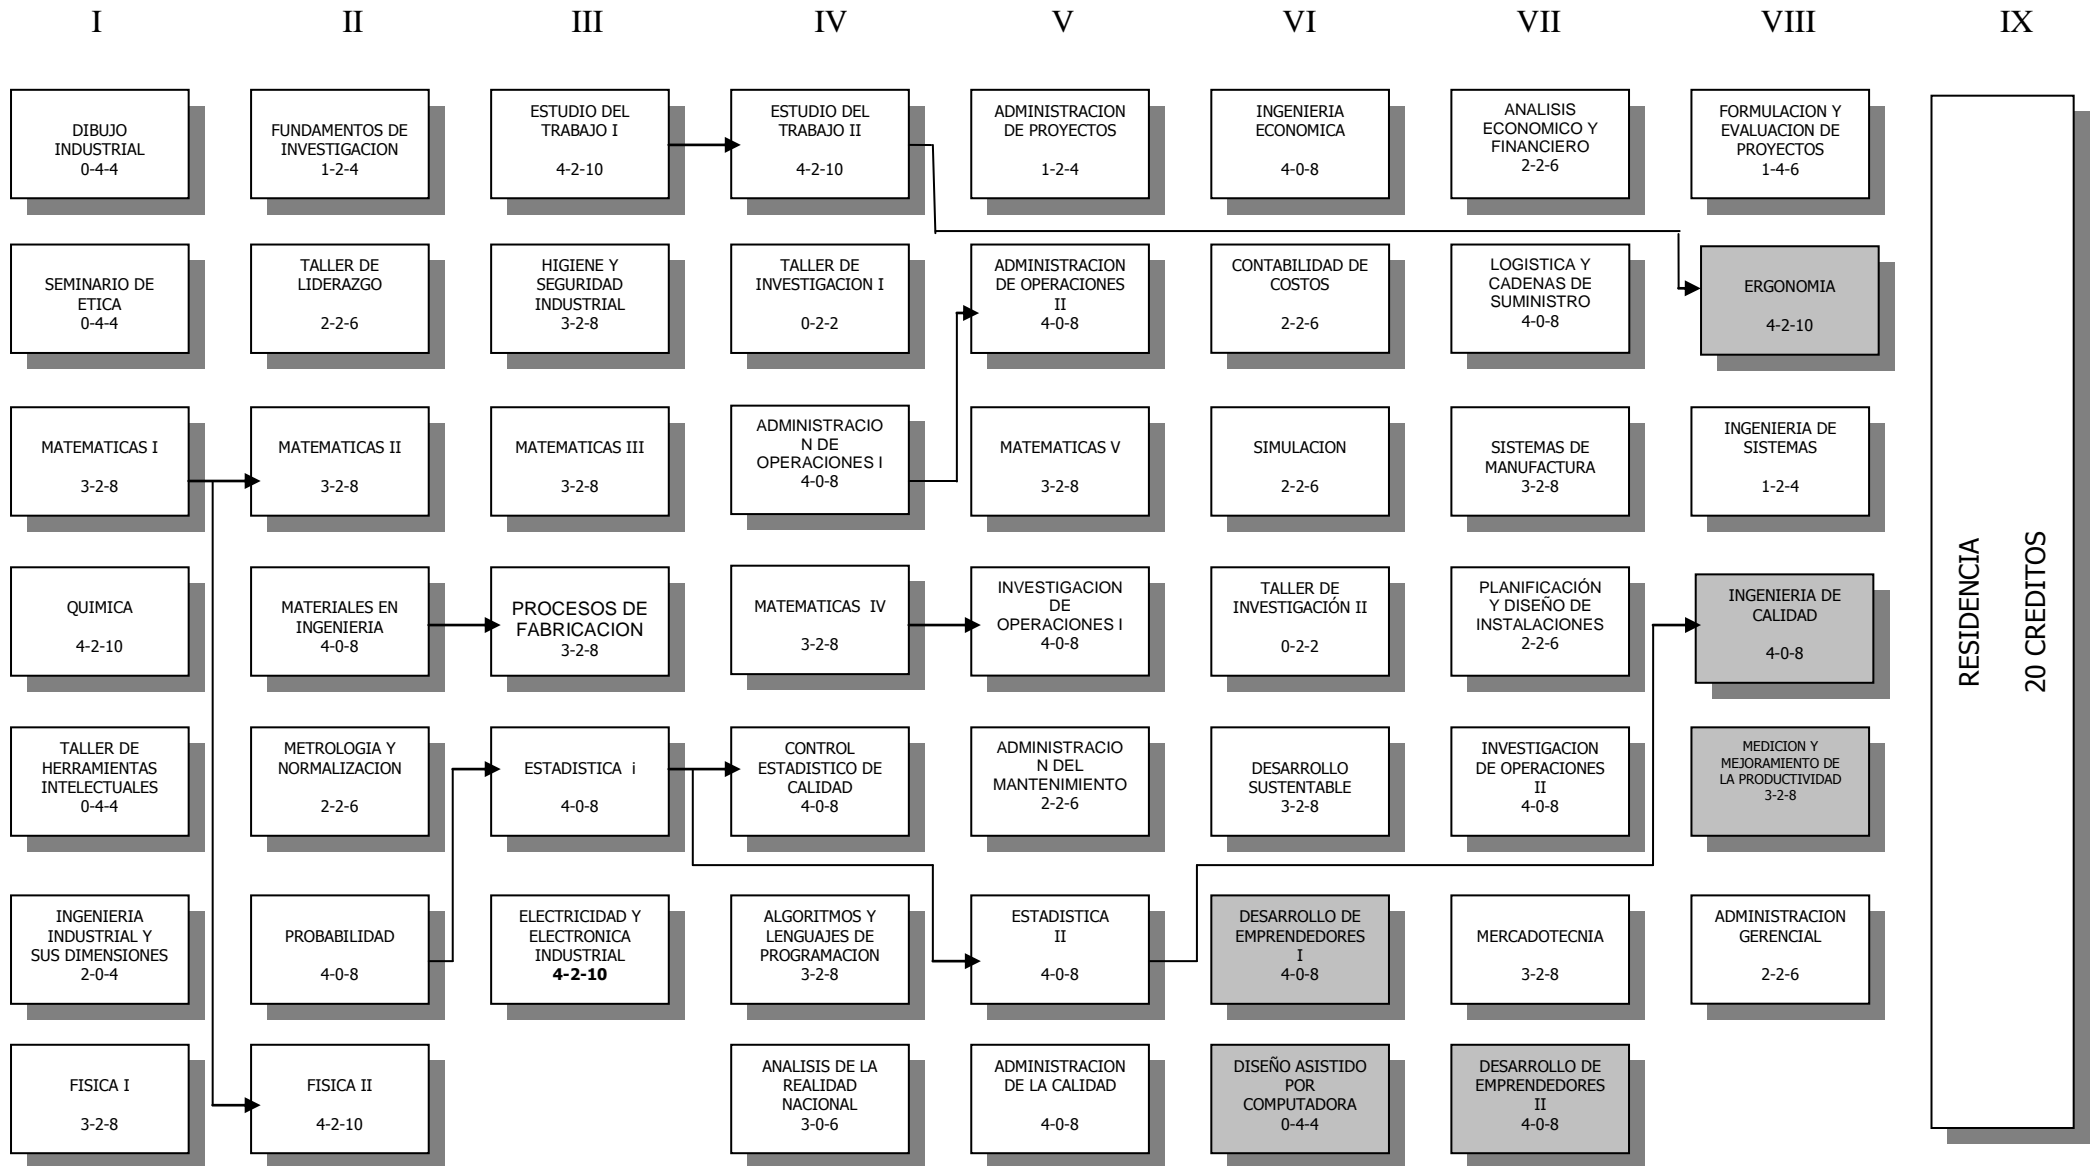 I II III IV V VI VII VIII IX
DIBUJO
INDUSTRIAL
0-4-4
FUNDAMENTOS DE
INVESTIGACION
1-2-4
ESTUDIO DEL
TRABAJO I
4-2-10
ESTUDIO DEL
TRABAJO II
4-2-10
ADMINISTRACION
DE PROYECTOS
1-2-4
INGENIERIA
ECONOMICA
4-0-8
ANALISIS
ECONOMICO Y
FINANCIERO
2-2-6
FORMULACION Y
EVALUACION DE
PROYECTOS
1-4-6
SEMINARIO DE
ETICA
0-4-4
TALLER DE
LIDERAZGO
2-2-6
HIGIENE Y
SEGURIDAD
INDUSTRIAL
3-2-8
TALLER DE
INVESTIGACION I
0-2-2
ADMINISTRACION
DE OPERACIONES
II
4-0-8
CONTABILIDAD DE
COSTOS
2-2-6
LOGISTICA Y
CADENAS DE
SUMINISTRO
4-0-8
ERGONOMIA
4-2-10
MATEMATICAS I
3-2-8
MATEMATICAS II
3-2-8
MATEMATICAS III
3-2-8
ADMINISTRACIO
N DE
OPERACIONES I
4-0-8
MATEMATICAS V
3-2-8
SIMULACION
2-2-6
SISTEMAS DE
MANUFACTURA
3-2-8
INGENIERIA DE
SISTEMAS
1-2-4
QUIMICA
4-2-10
MATERIALES EN
INGENIERIA
4-0-8
PROCESOS DE
FABRICACION
3-2-8
MATEMATICAS IV
3-2-8
INVESTIGACION
DE
OPERACIONES I
4-0-8
TALLER DE
INVESTIGACIÓN II
0-2-2
PLANIFICACIÓN
Y DISEÑO DE
INSTALACIONES
2-2-6
INGENIERIA DE
CALIDAD
4-0-8
TALLER DE
HERRAMIENTAS
INTELECTUALES
0-4-4
METROLOGIA Y
NORMALIZACION
2-2-6
ESTADISTICA i
4-0-8
CONTROL
ESTADISTICO DE
CALIDAD
4-0-8
ADMINISTRACIO
N DEL
MANTENIMIENTO
2-2-6
DESARROLLO
SUSTENTABLE
3-2-8
INVESTIGACION
DE OPERACIONES
II
4-0-8
MEDICION Y
MEJORAMIENTO DE
LA PRODUCTIVIDAD
3-2-8
INGENIERIA
INDUSTRIAL Y
SUS DIMENSIONES
2-0-4
PROBABILIDAD
4-0-8
ELECTRICIDAD Y
ELECTRONICA
INDUSTRIAL
4-2-10
ALGORITMOS Y
LENGUAJES DE
PROGRAMACION
3-2-8
ESTADISTICA
II
4-0-8
DESARROLLO DE
EMPRENDEDORES
I
4-0-8
MERCADOTECNIA
3-2-8
ADMINISTRACION
GERENCIAL
2-2-6
FISICA I
3-2-8
FISICA II
4-2-10
ANALISIS DE LA
REALIDAD
NACIONAL
3-0-6
ADMINISTRACION
DE LA CALIDAD
4-0-8
DISEÑO ASISTIDO
POR
COMPUTADORA
0-4-4
DESARROLLO DE
EMPRENDEDORES
II
4-0-8
RESIDENCIA
20 CREDITOS